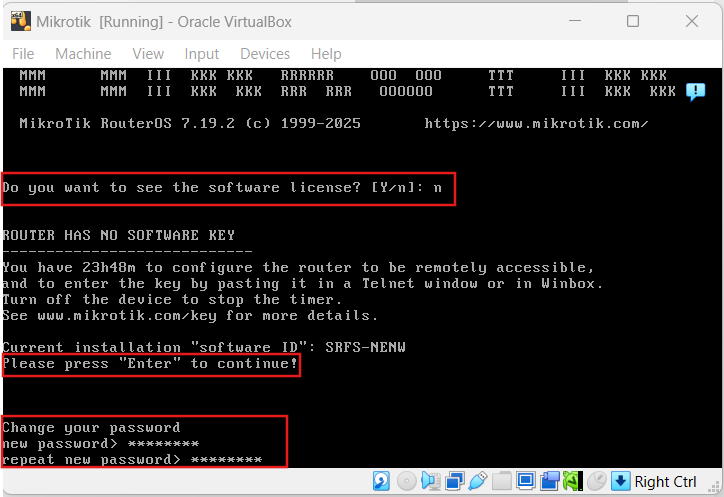 Mikrotik [Running] - Oracle VirtualBox
File Machine View Input Devices Help
MMM MMM III KKK KKK RRRRRR OOO OOO TTT III KKK KKK
MMM MMM III KKK KKK RRR RRR OOOOOO TTT III KKK KKK
MikroTik RouterOS 7.19.2 (c) 1999-2025 https://www.mikrotik.com/
Do you want to see the software license? [Y/n]: n
ROUTER HAS NO SOFTWARE KEY
----------------------------
You have 23h48m to configure the router to be remotely accessible,
and to enter the key by pasting it in a Telnet window or in Winbox.
Turn off the device to stop the timer.
See www.mikrotik.com/key for more details.
Current installation "software ID": SRFS-NENW
Please press "Enter" to continue!
Change your password
new password> ********
repeat new password> ********
Right Ctrl